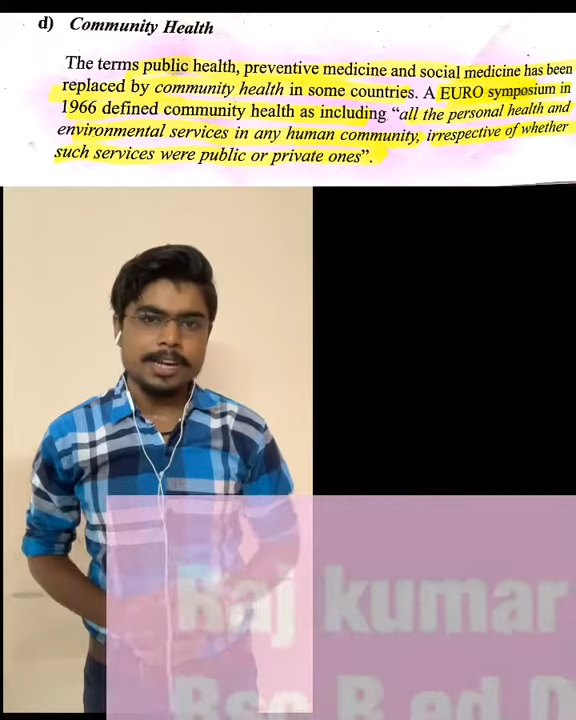 d) Community Health
The terms public health, preventive medicine and social medicine has been
replaced by community health in some countries. A EURO symposium in
1966 defined community health as including “all the personal health and
environmental services in any human community, irrespective of whether
such services were public or private ones”.
Raj kumar
Bsc B.ed D